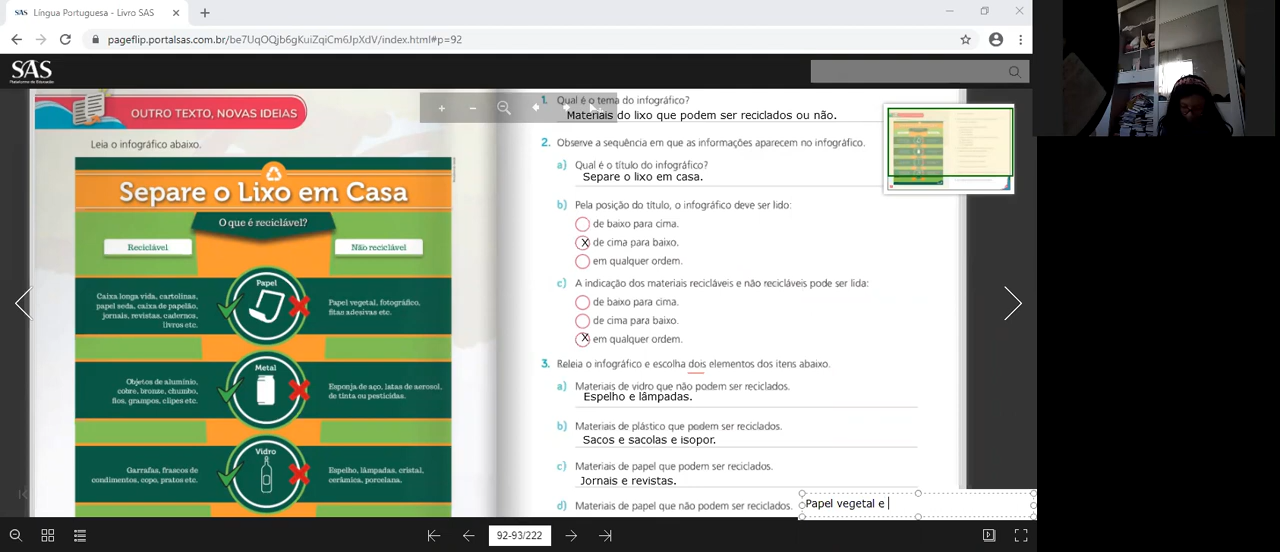 SAS Língua Portuguesa - Livro SAS
pageflip.portalsas.com.br/be7UqOQjb6gKuiZqiCm6JpXdV/index.html#p=92
SAS
Plataforma de Educação
OUTRO TEXTO, NOVAS IDEIAS
Leia o infográfico abaixo.
Separe o Lixo em Casa
O que é reciclável?
Reciclável
Não reciclável
Papel
Caixa longa vida, cartolinas,
papel seda, caixa de papelão,
jornais, revistas, cadernos,
livros etc.
Papel vegetal, fotográfico,
fitas adesivas etc.
Metal
Objetos de alumínio,
cobre, bronze, chumbo,
fios, grampos, clipes etc.
Esponja de aço, latas de aerosol,
de tinta ou pesticidas.
Vidro
Garrafas, frascos de
condimentos, copo, pratos etc.
Espelho, lâmpadas, cristal,
cerâmica, porcelana.
1. Qual é o tema do infográfico?
Materiais do lixo que podem ser reciclados ou não.
2. Observe a sequência em que as informações aparecem no infográfico.
a) Qual é o título do infográfico?
Separe o lixo em casa.
b) Pela posição do título, o infográfico deve ser lido:
de baixo para cima.
X de cima para baixo.
em qualquer ordem.
c) A indicação dos materiais recicláveis e não recicláveis pode ser lida:
de baixo para cima.
de cima para baixo.
X em qualquer ordem.
3. Releia o infográfico e escolha dois elementos dos itens abaixo.
a) Materiais de vidro que não podem ser reciclados.
Espelho e lâmpadas.
b) Materiais de plástico que podem ser reciclados.
Sacos e sacolas e isopor.
c) Materiais de papel que podem ser reciclados.
Jornais e revistas.
d) Materiais de papel que não podem ser reciclados.
Papel vegetal e
92-93/222